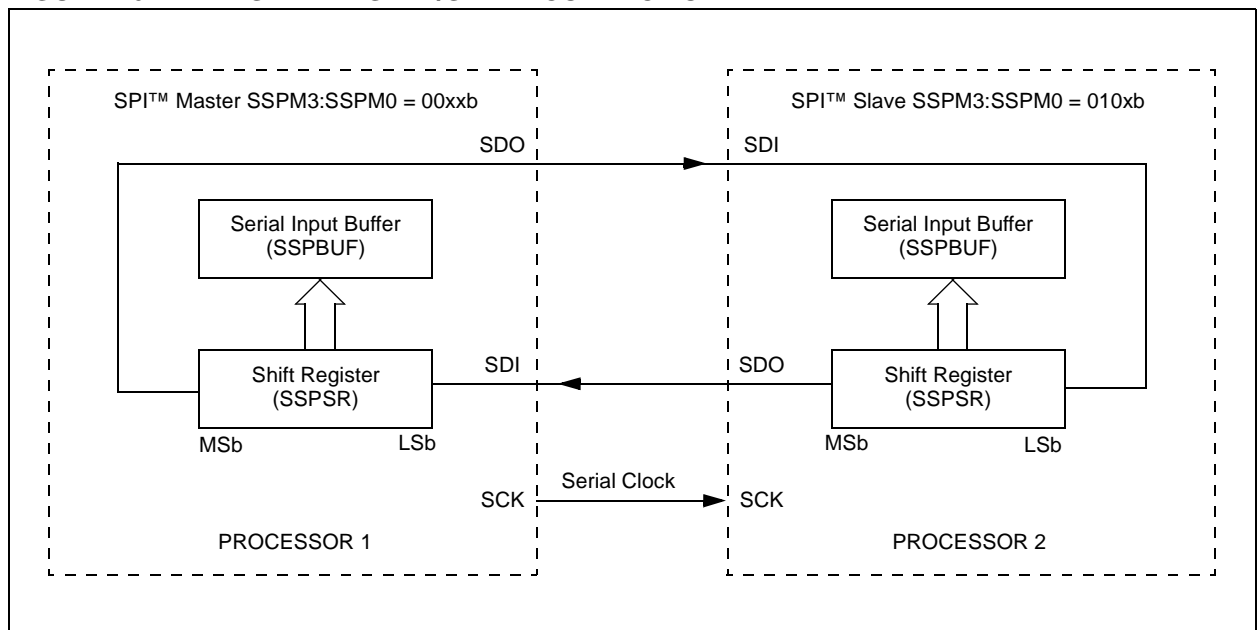 SPI™ Master SSPM3:SSPM0 = 00xxb
SPI™ Slave SSPM3:SSPM0 = 010xb
SDO
SDI
Serial Input Buffer
(SSPBUF)
Serial Input Buffer
(SSPBUF)
Shift Register
(SSPSR)
SDI
SDO
Shift Register
(SSPSR)
MSb
LSb
MSb
LSb
Serial Clock
SCK
SCK
PROCESSOR 1
PROCESSOR 2